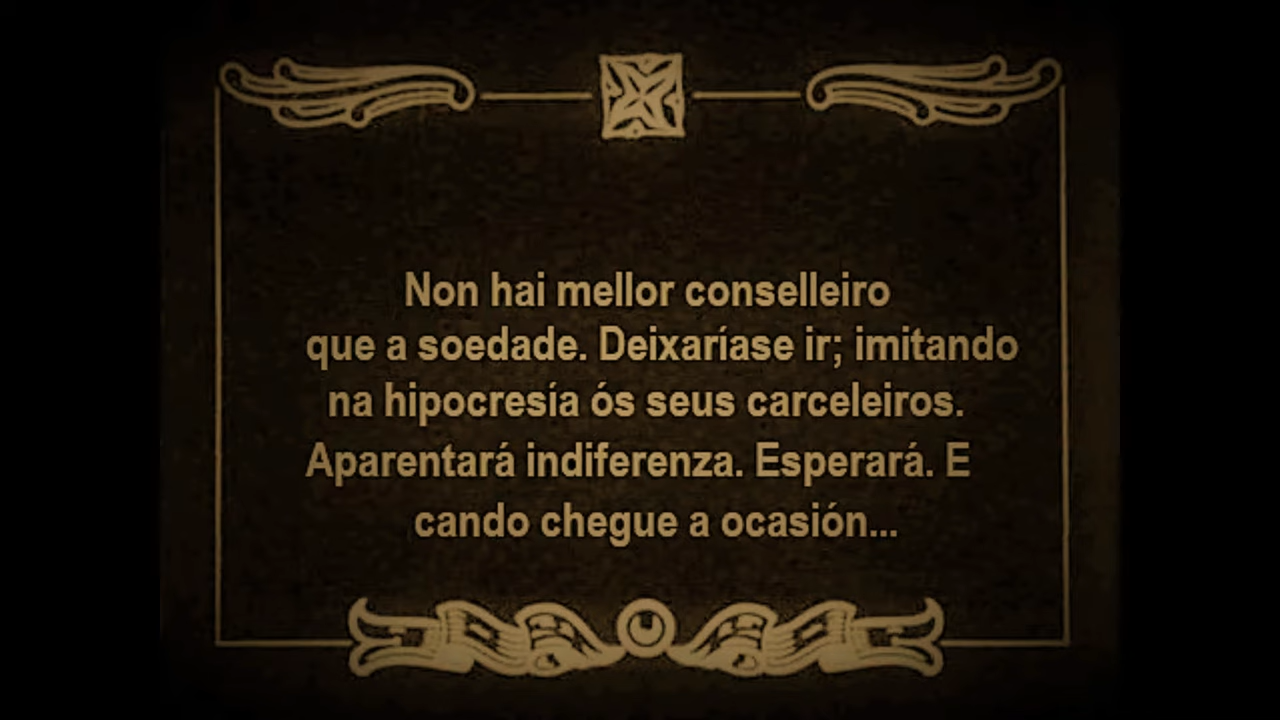 Non hai mellor conselleiro
que a soedade. Deixaríase ir; imitando
na hipocresía ós seus carceleiros.
Aparentará indiferenza. Esperará. E
cando chegue a ocasión...